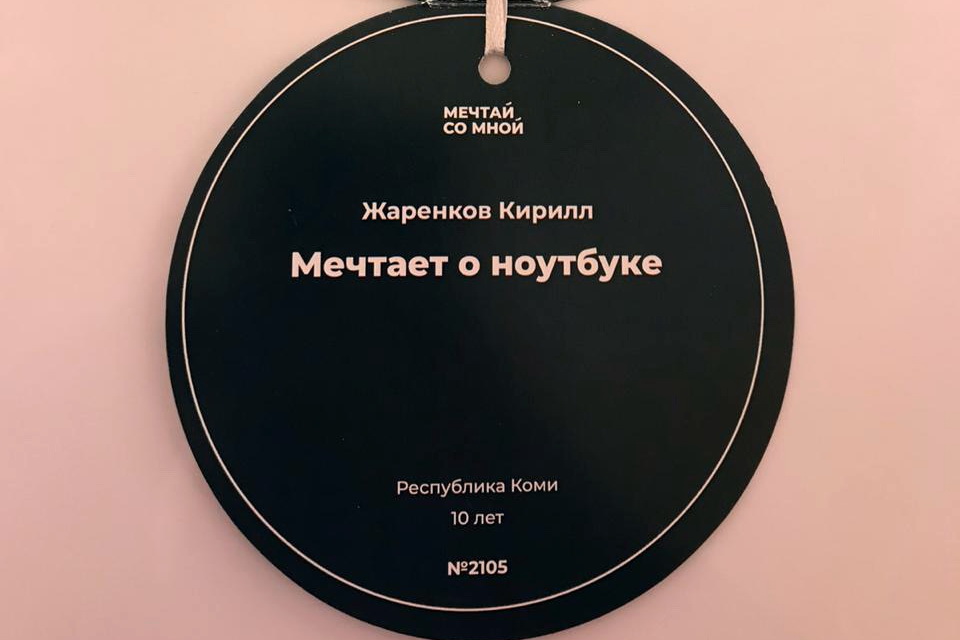 МЕЧТАЙ
СО МНОЙ
Жаренков Кирилл
Мечтает о ноутбуке
Республика Коми
10 лет
№2105